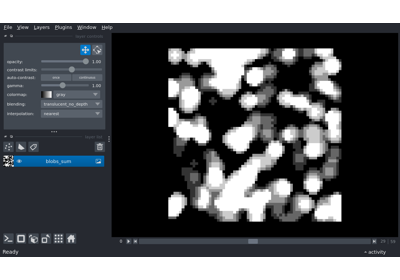 File View Layers Plugins Window Help
opacity: 1.00
contrast limits:
auto-contrast: once continuous
gamma: 1.00
colormap: gray
blending: translucent_no_depth
interpolation: nearest
blobs_sum
Ready activity